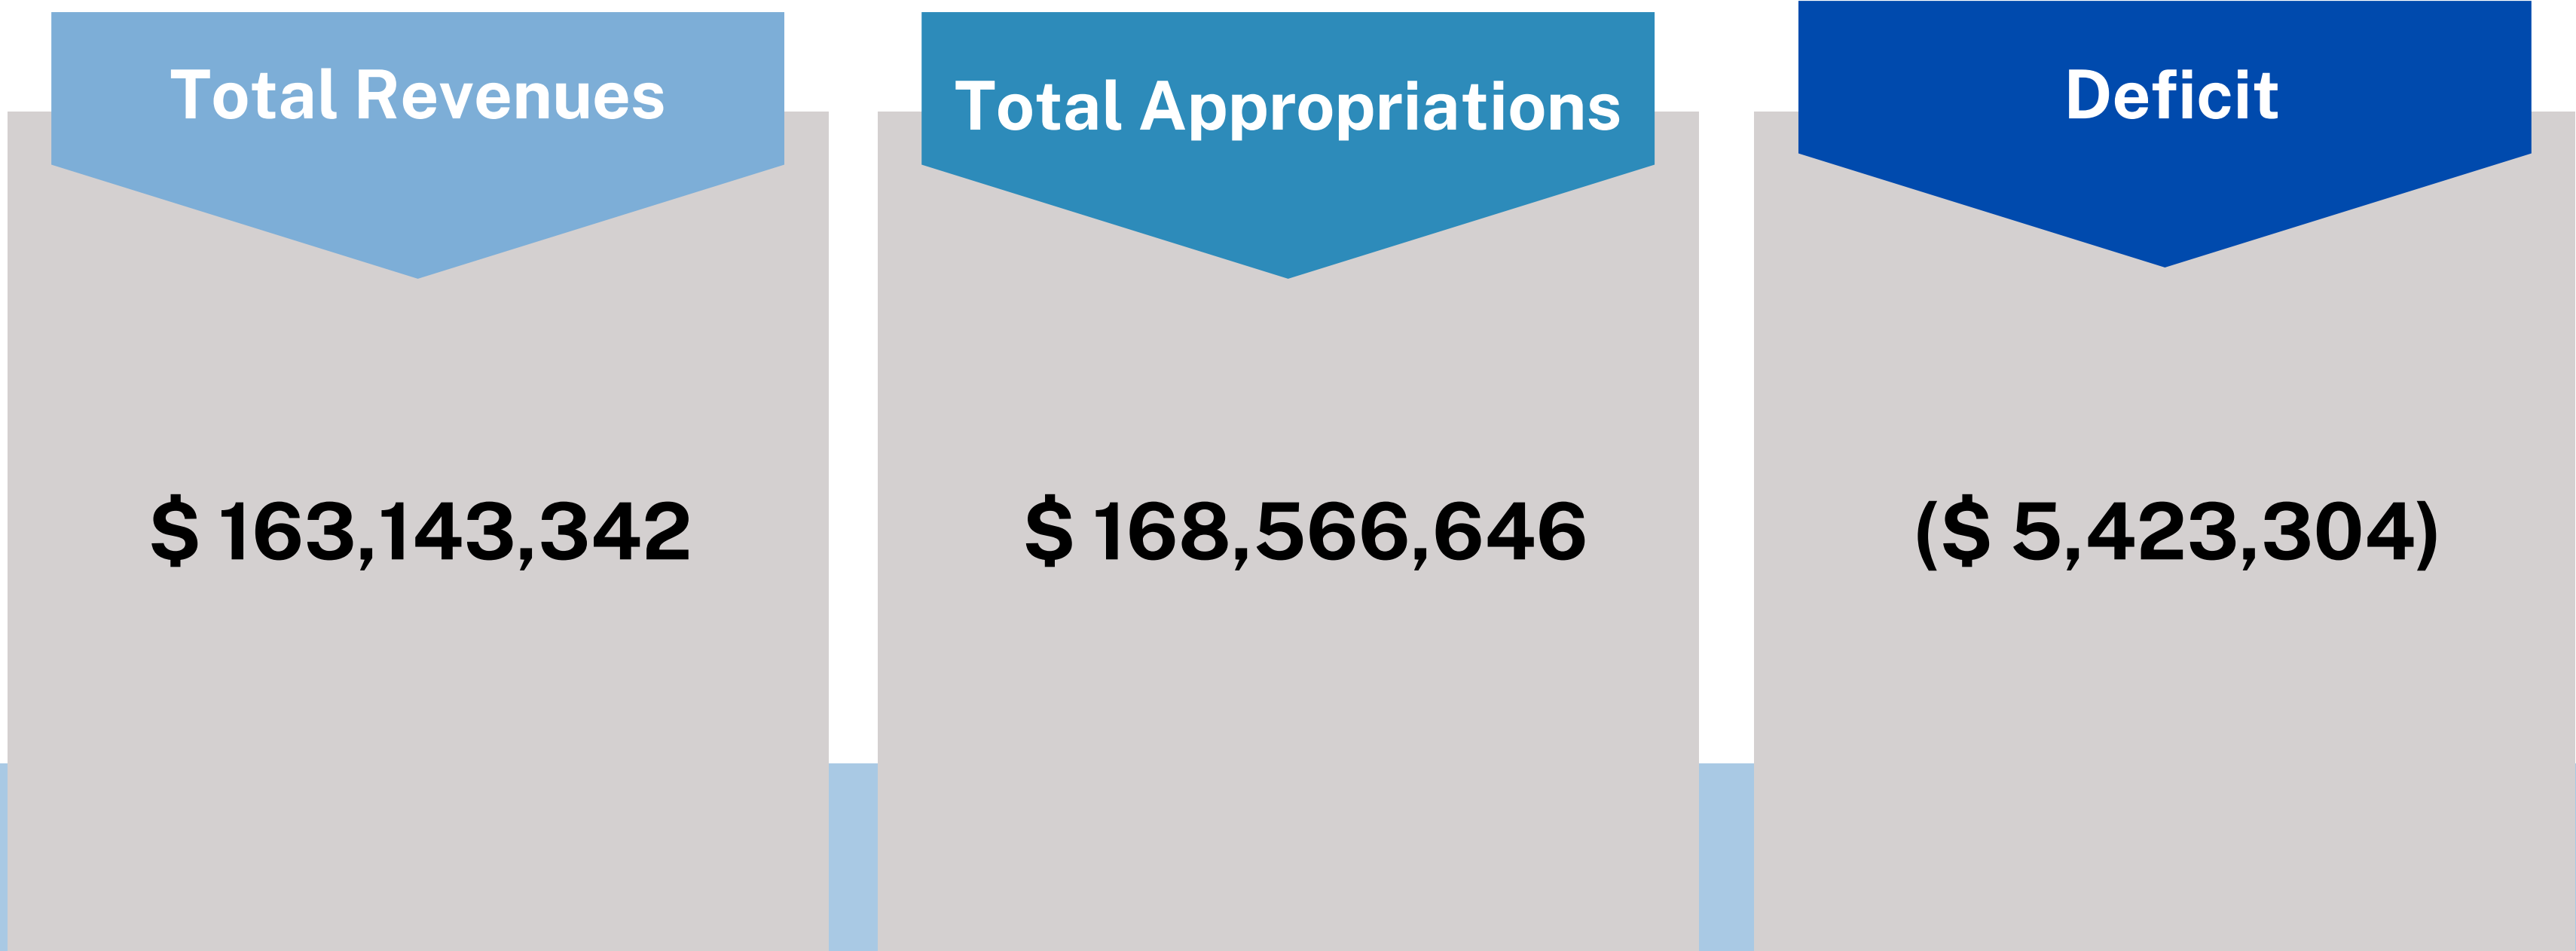 Total Revenues
Total Appropriations
Deficit
$ 163,143,342
$ 168,566,646
($ 5,423,304)